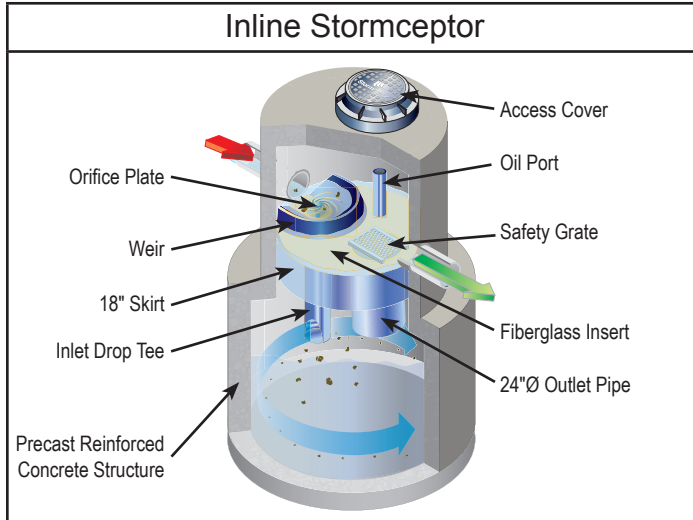 Inline Stormceptor
Access Cover
Oil Port
Orifice Plate
Safety Grate
Weir
18" Skirt
Fiberglass Insert
Inlet Drop Tee
24"Ø Outlet Pipe
Precast Reinforced
Concrete Structure